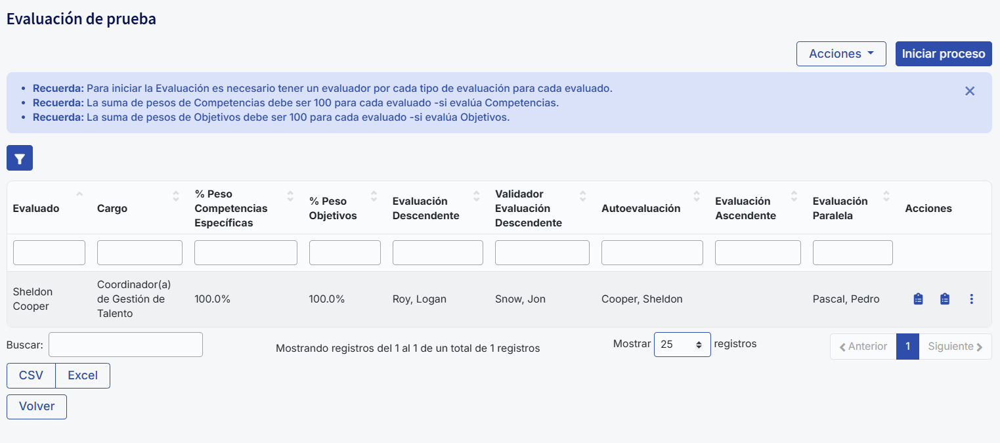 Evaluación de prueba
Acciones
Iniciar proceso
Recuerda: Para iniciar la Evaluación es necesario tener un evaluador por cada tipo de evaluación para cada evaluado.
Recuerda: La suma de pesos de Competencias debe ser 100 para cada evaluado -si evalúa Competencias.
Recuerda: La suma de pesos de Objetivos debe ser 100 para cada evaluado -si evalúa Objetivos.
Evaluado
Cargo
% Peso
Competencias
Específicas
% Peso
Objetivos
Evaluación
Descendente
Validador
Evaluación
Descendente
Autoevaluación
Evaluación
Ascendente
Evaluación
Paralela
Acciones
Sheldon
Cooper
Coordinador(a)
de Gestión de
Talento
100.0%
100.0%
Roy, Logan
Snow, Jon
Cooper, Sheldon
Pascal, Pedro
Buscar:
Mostrando registros del 1 al 1 de un total de 1 registros
Mostrar 25 registros
Anterior
1
Siguiente
CSV
Excel
Volver